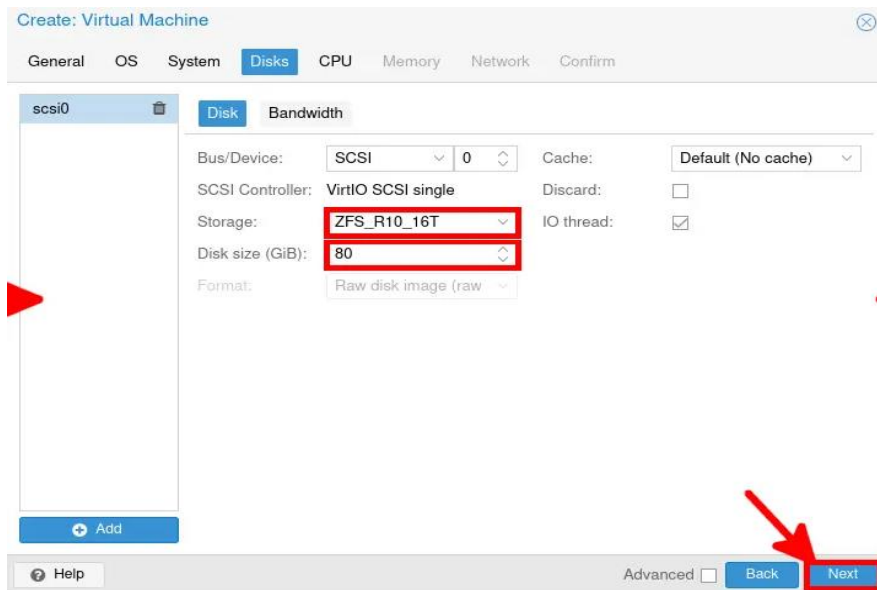 Create: Virtual Machine
General OS System Disks CPU Memory Network Confirm
scsi0
Disk Bandwidth
Bus/Device: SCSI 0 Cache: Default (No cache)
SCSI Controller: VirtIO SCSI single Discard:
Storage: ZFS_R10_16T IO thread:
Disk size (GiB): 80
Format: Raw disk image (raw
Add
Help Advanced Back Next